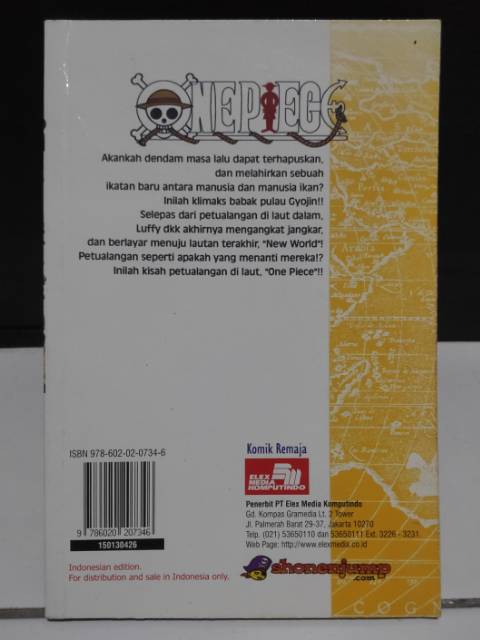 ONE PIECE
Akankah dendam masa lalu dapat terhapuskan,
dan melahirkan sebuah
ikatan baru antara manusia dan manusia ikan?
Inilah klimaks babak pulau Gyojin!!
Selepas dari petualangan di laut dalam,
Luffy dkk akhirnya mengangkat jangkar,
dan berlayar menuju lautan terakhir, "New World"!
Petualangan seperti apakah yang menanti mereka!?
Inilah kisah petualangan di laut, "One Piece"!!
ISBN 978-602-02-0734-6
9 786020 207346
150130426
Indonesian edition.
For distribution and sale in Indonesia only.
Komik Remaja
ELEX
MEDIA
KOMPUTINDO
Penerbit PT Elex Media Komputindo
Gd. Kompas Gramedia Lt. 2 Tower
Jl. Palmerah Barat 29-37, Jakarta 10270
Telp. (021) 53650110 dan 53650111 Ext. 3226 - 3231.
Web Page: http://www.elexmedia.co.id
shonenjump
.com
Arabia
COG